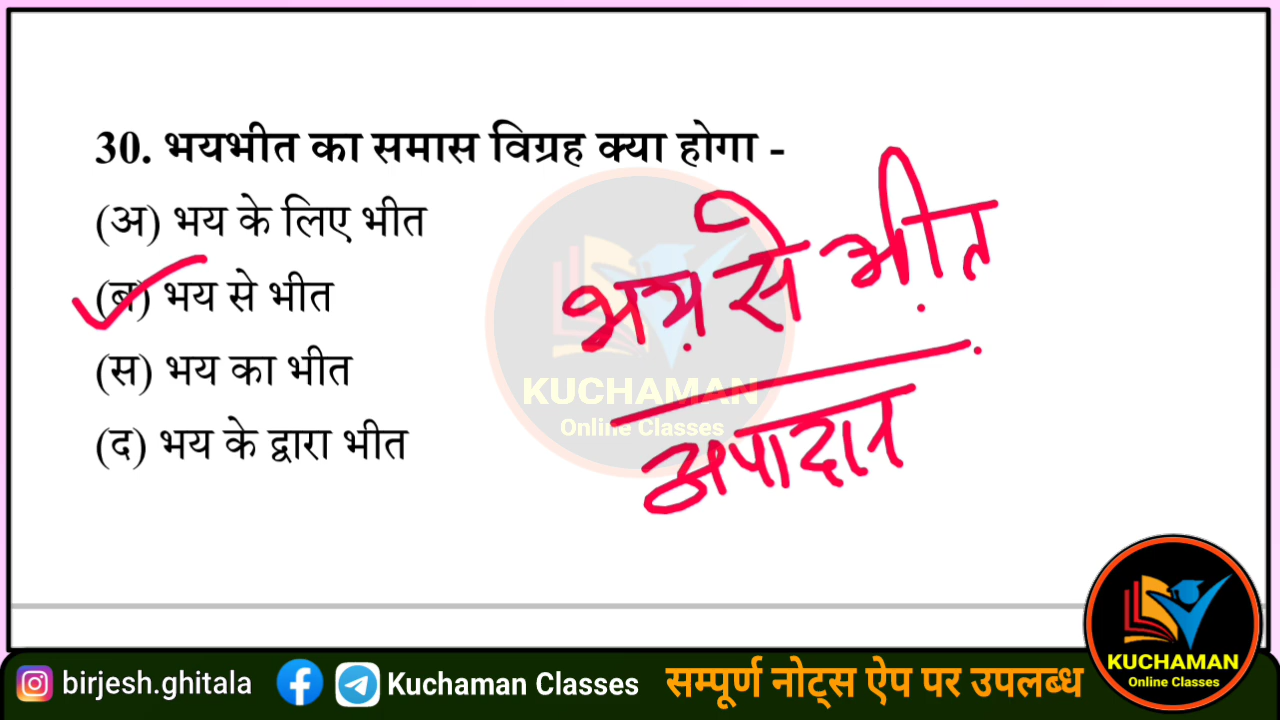 30. भयभीत का समास विग्रह क्या होगा -
(अ) भय के लिए भीत
(ब) भय से भीत
(स) भय का भीत
(द) भय के द्वारा भीत
भय से भीत
अपादान
KUCHAMAN
Online Classes
KUCHAMAN
Online Classes
birjesh.ghitala
Kuchaman Classes
सम्पूर्ण नोट्स ऐप पर उपलब्ध